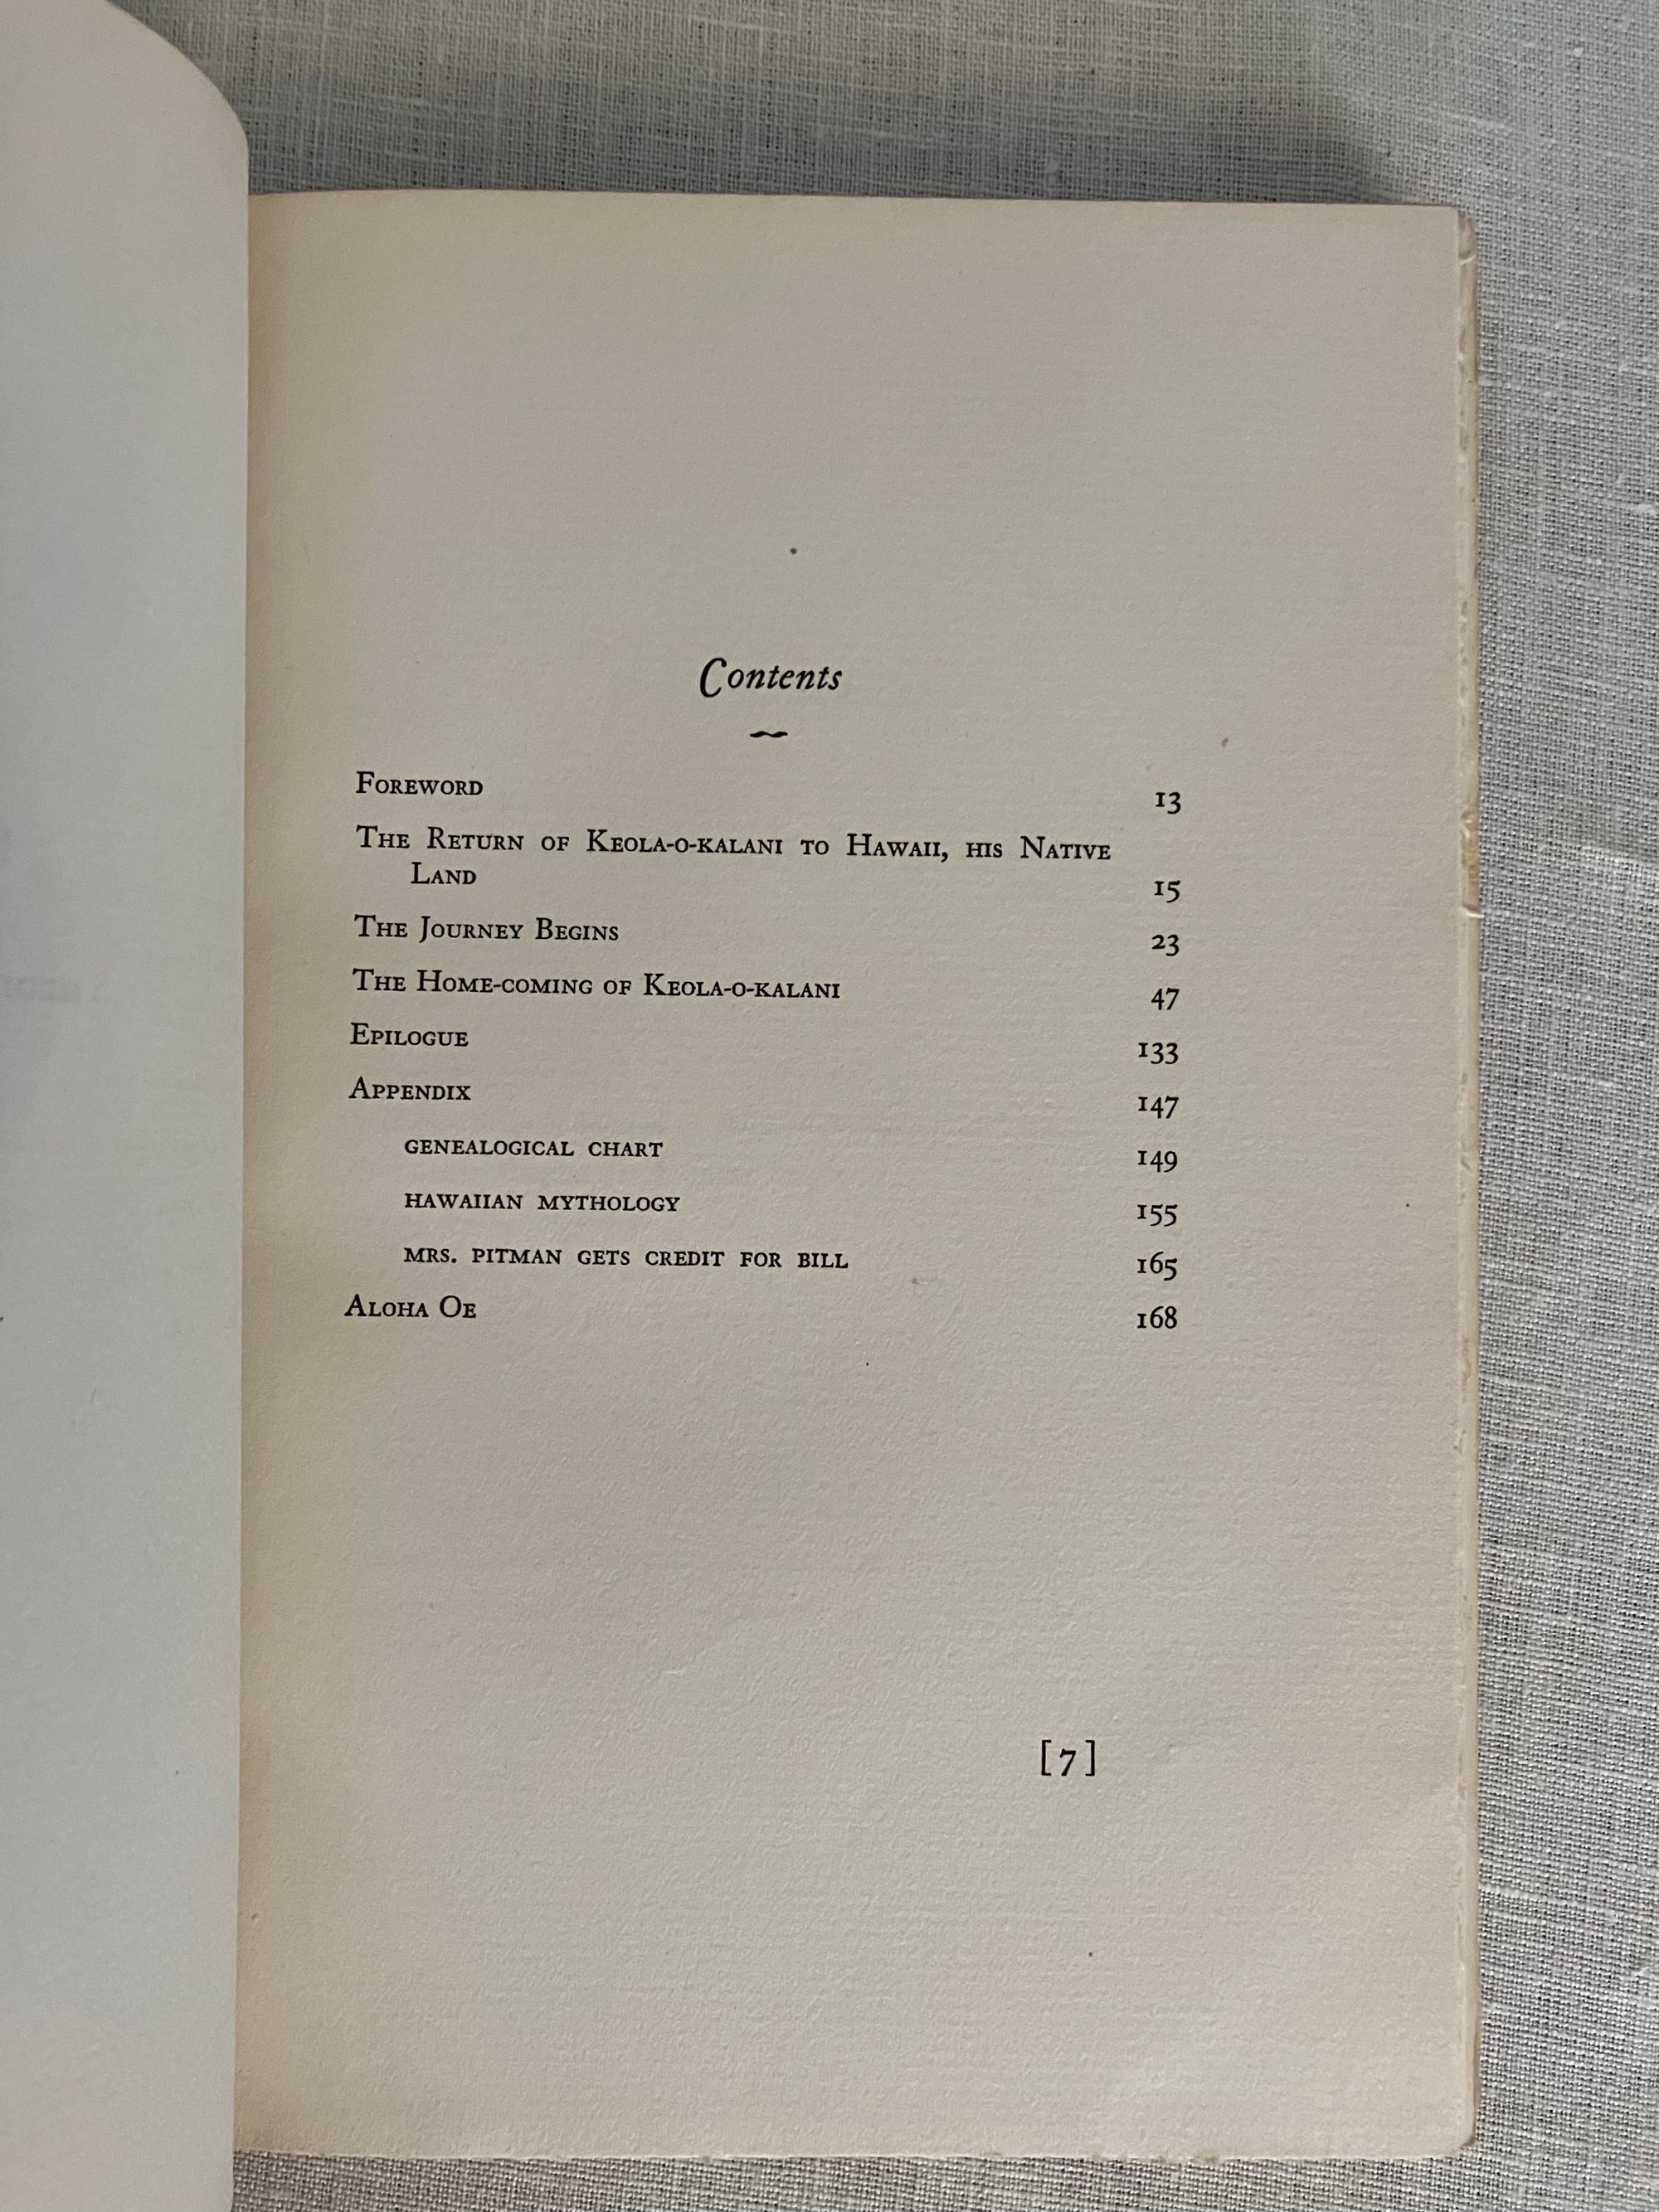 Contents
Foreword 13
The Return of Keola-o-kalani to Hawaii, his Native
Land 15
The Journey Begins 23
The Home-coming of Keola-o-kalani 47
Epilogue 133
Appendix 147
genealogical chart 149
hawaiian mythology 155
mrs. pitman gets credit for bill 165
Aloha Oe 168
[7]